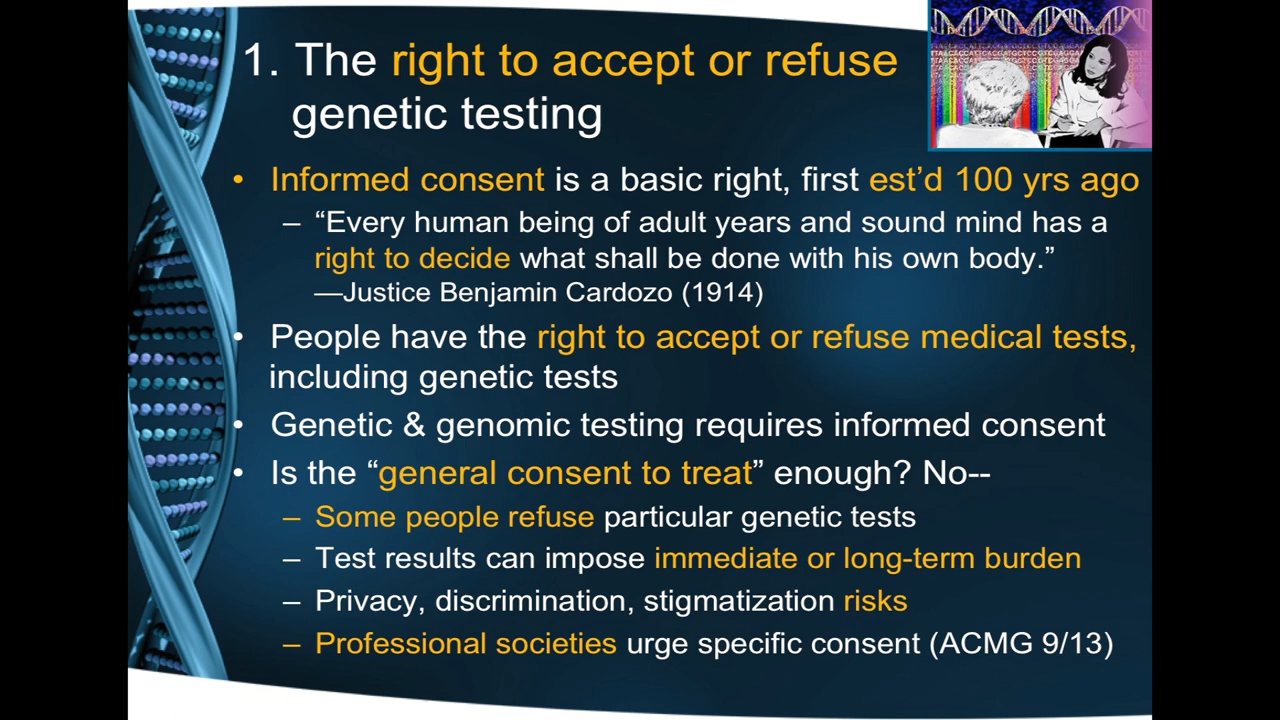 1. The right to accept or refuse
genetic testing
• Informed consent is a basic right, first est’d 100 yrs ago
– “Every human being of adult years and sound mind has a
right to decide what shall be done with his own body.”
—Justice Benjamin Cardozo (1914)
• People have the right to accept or refuse medical tests,
including genetic tests
• Genetic & genomic testing requires informed consent
• Is the “general consent to treat” enough? No--
– Some people refuse particular genetic tests
– Test results can impose immediate or long-term burden
– Privacy, discrimination, stigmatization risks
– Professional societies urge specific consent (ACMG 9/13)